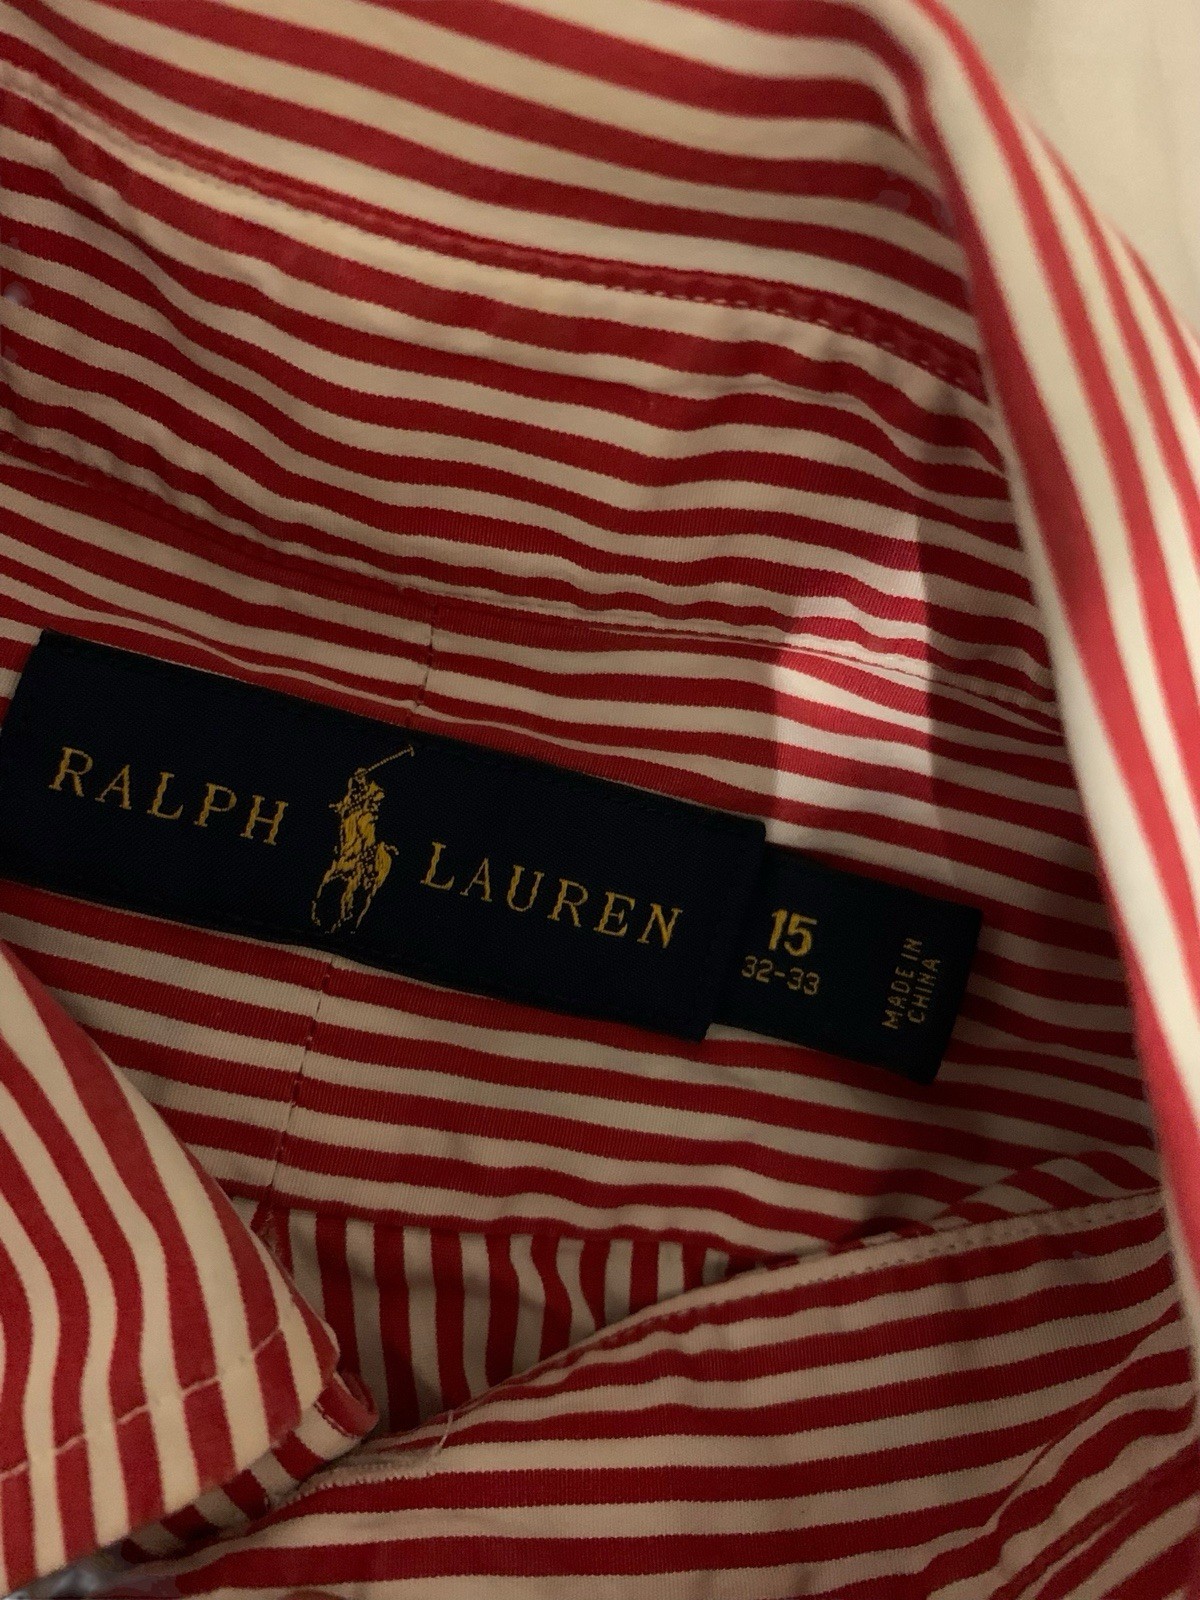 RALPH LAUREN
15
32-33
MADE IN
CHINA